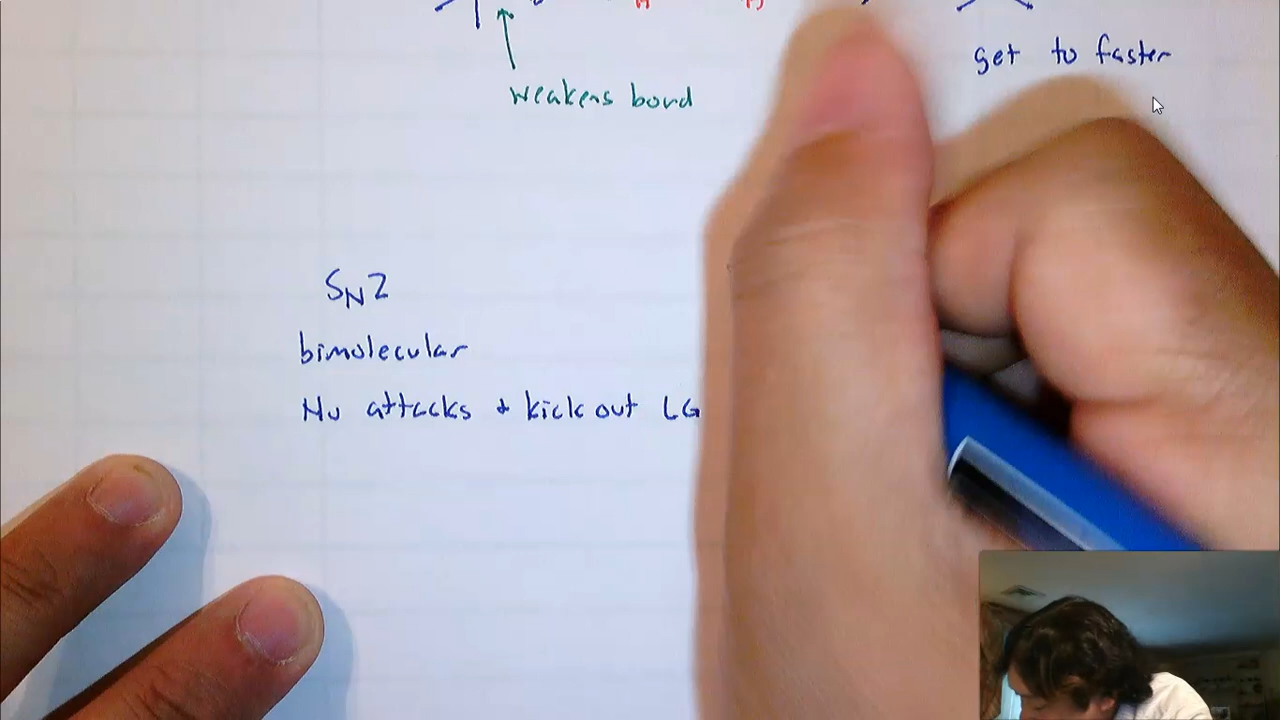 get to faster
weakens bond
SN2
bimolecular
Nu attacks + kick out LG